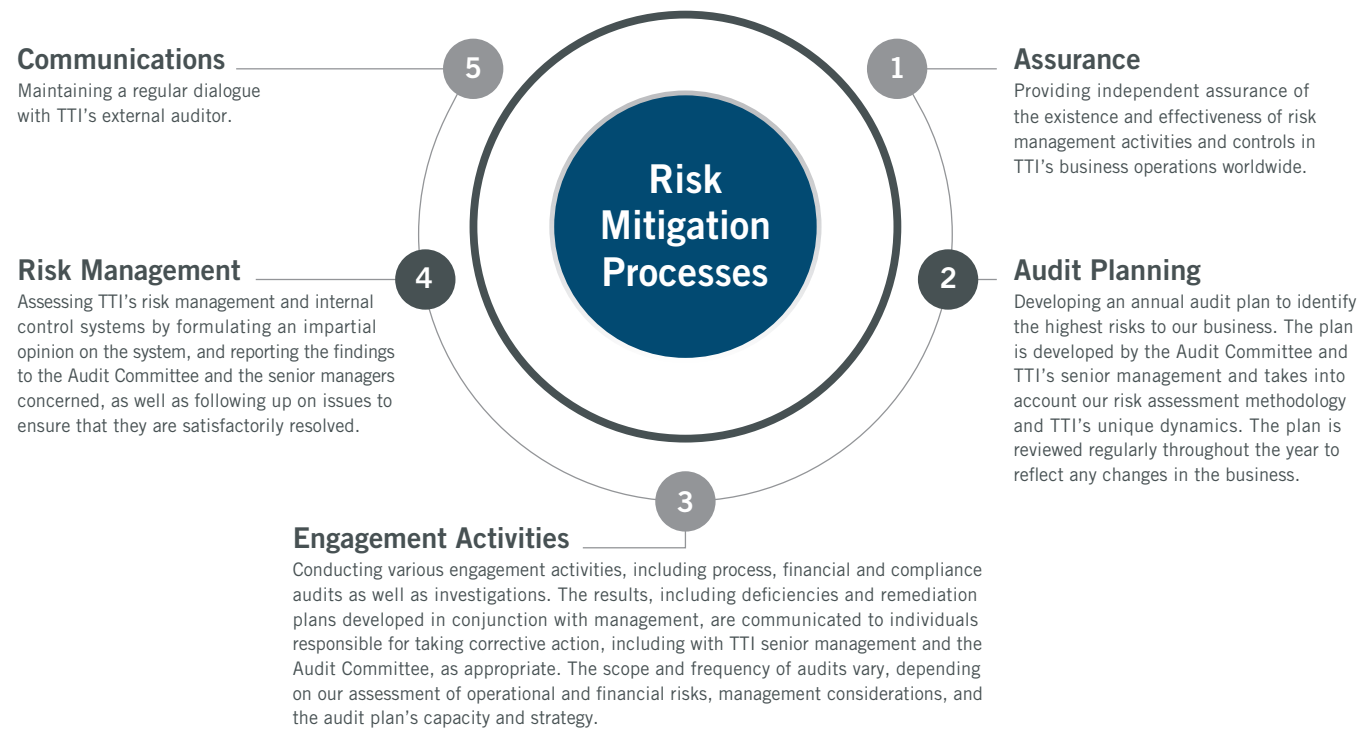 Risk
Mitigation
Processes
1
Assurance
Providing independent assurance of
the existence and effectiveness of risk
management activities and controls in
TTI's business operations worldwide.
2
Audit Planning
Developing an annual audit plan to identify
the highest risks to our business. The plan
is developed by the Audit Committee and
TTI's senior management and takes into
account our risk assessment methodology
and TTI's unique dynamics. The plan is
reviewed regularly throughout the year to
reflect any changes in the business.
3
Engagement Activities
Conducting various engagement activities, including process, financial and compliance
audits as well as investigations. The results, including deficiencies and remediation
plans developed in conjunction with management, are communicated to individuals
responsible for taking corrective action, including with TTI senior management and the
Audit Committee, as appropriate. The scope and frequency of audits vary, depending
on our assessment of operational and financial risks, management considerations, and
the audit plan's capacity and strategy.
4
Risk Management
Assessing TTI's risk management and internal
control systems by formulating an impartial
opinion on the system, and reporting the findings
to the Audit Committee and the senior managers
concerned, as well as following up on issues to
ensure that they are satisfactorily resolved.
5
Communications
Maintaining a regular dialogue
with TTI's external auditor.